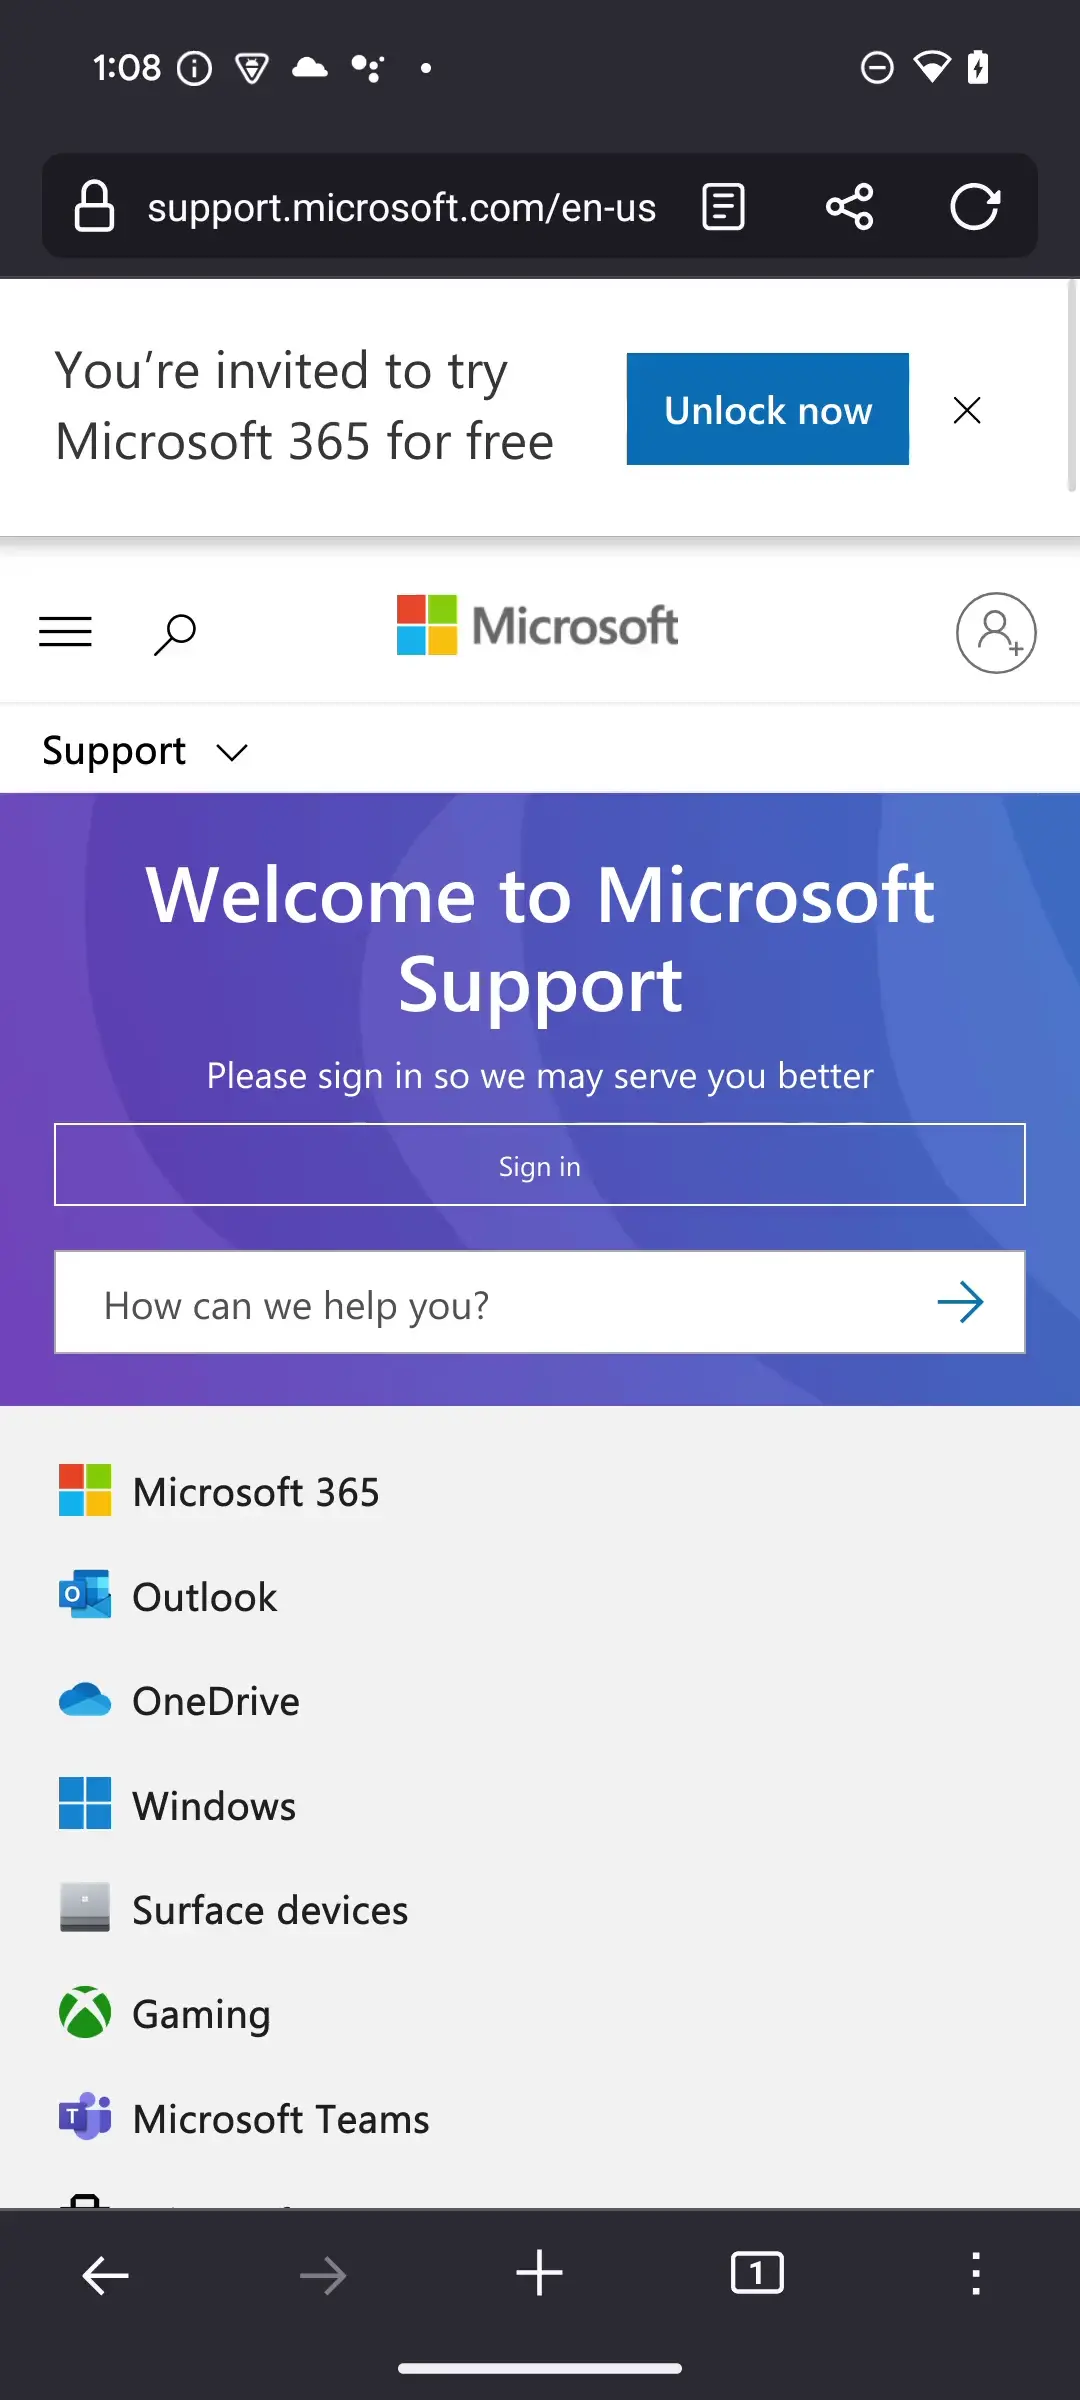 1:08
support.microsoft.com/en-us
You’re invited to try
Microsoft 365 for free
Unlock now
Microsoft
Support
Welcome to Microsoft
Support
Please sign in so we may serve you better
Sign in
How can we help you?
Microsoft 365
Outlook
OneDrive
Windows
Surface devices
Gaming
Microsoft Teams
1